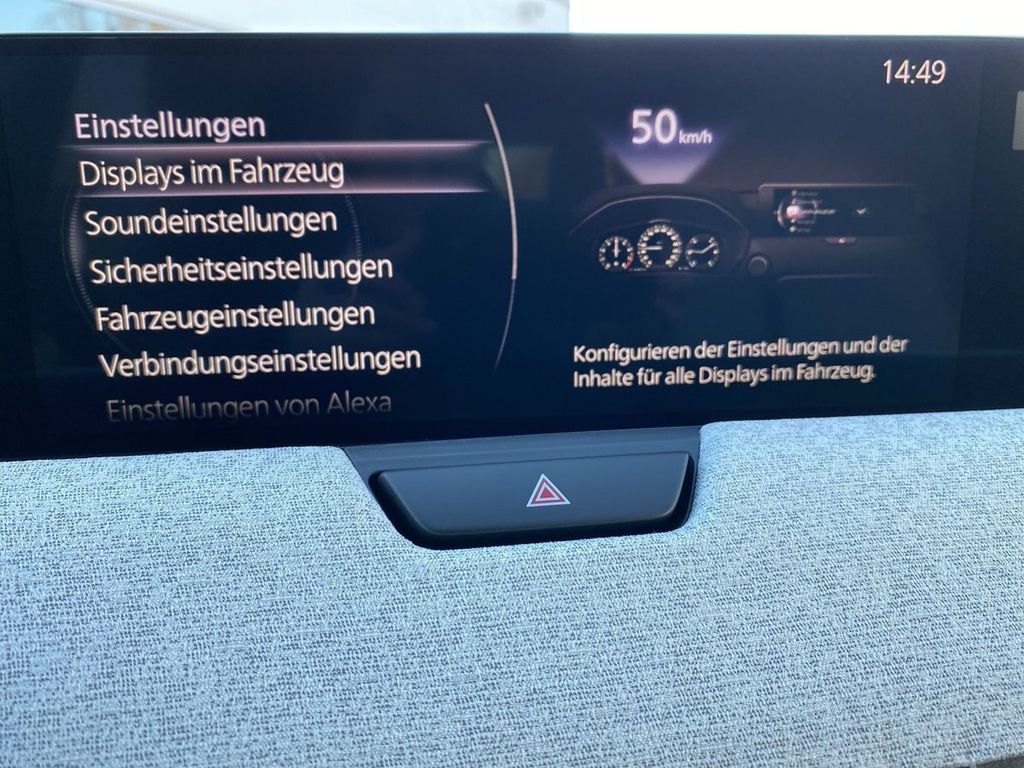 14:49
Einstellungen
Displays im Fahrzeug
Soundeinstellungen
Sicherheitseinstellungen
Fahrzeugeinstellungen
Verbindungseinstellungen
Einstellungen von Alexa
50 km/h
Konfigurieren der Einstellungen und der
Inhalte für alle Displays im Fahrzeug.